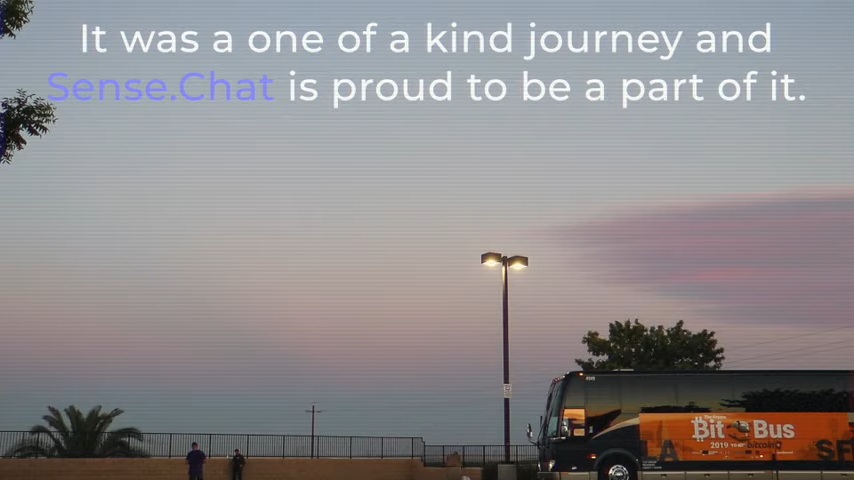 It was a one of a kind journey and
Sense.Chat is proud to be a part of it.
Bit Bus
2019
A
SF